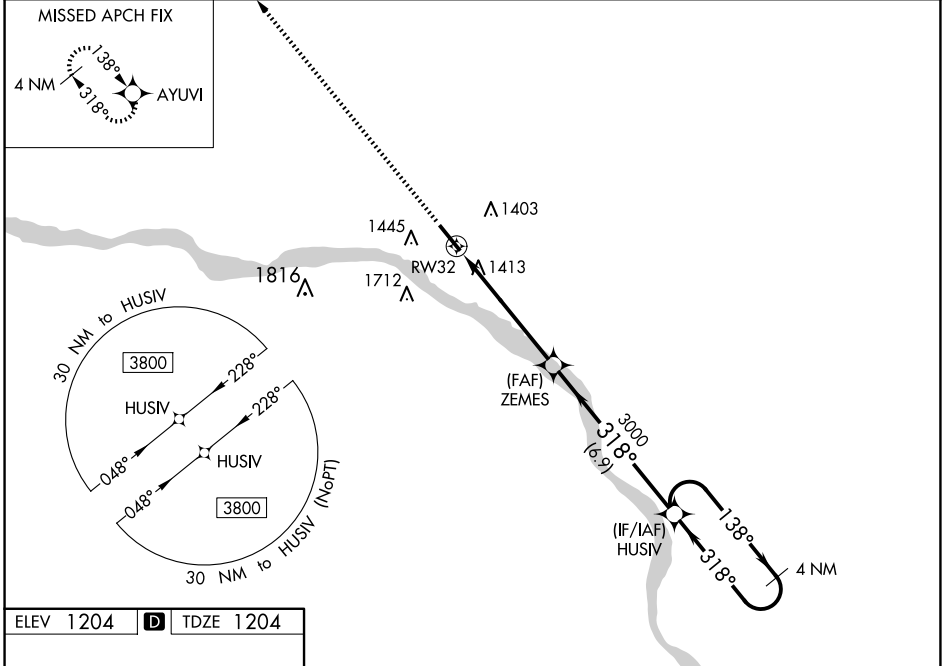 MISSED APCH FIX
138°
4 NM
318°
AYUVI
1403
1445
RW32
1413
1816
1712
30 NM to HUSIV
3800
228°
HUSIV
048°
228°
HUSIV
048°
3800
30 NM to HUSIV (NoPT)
(FAF)
ZEMES
3000
318°
(6.9)
(IF/IAF)
HUSIV
138°
318°
4 NM
ELEV 1204 D TDZE 1204